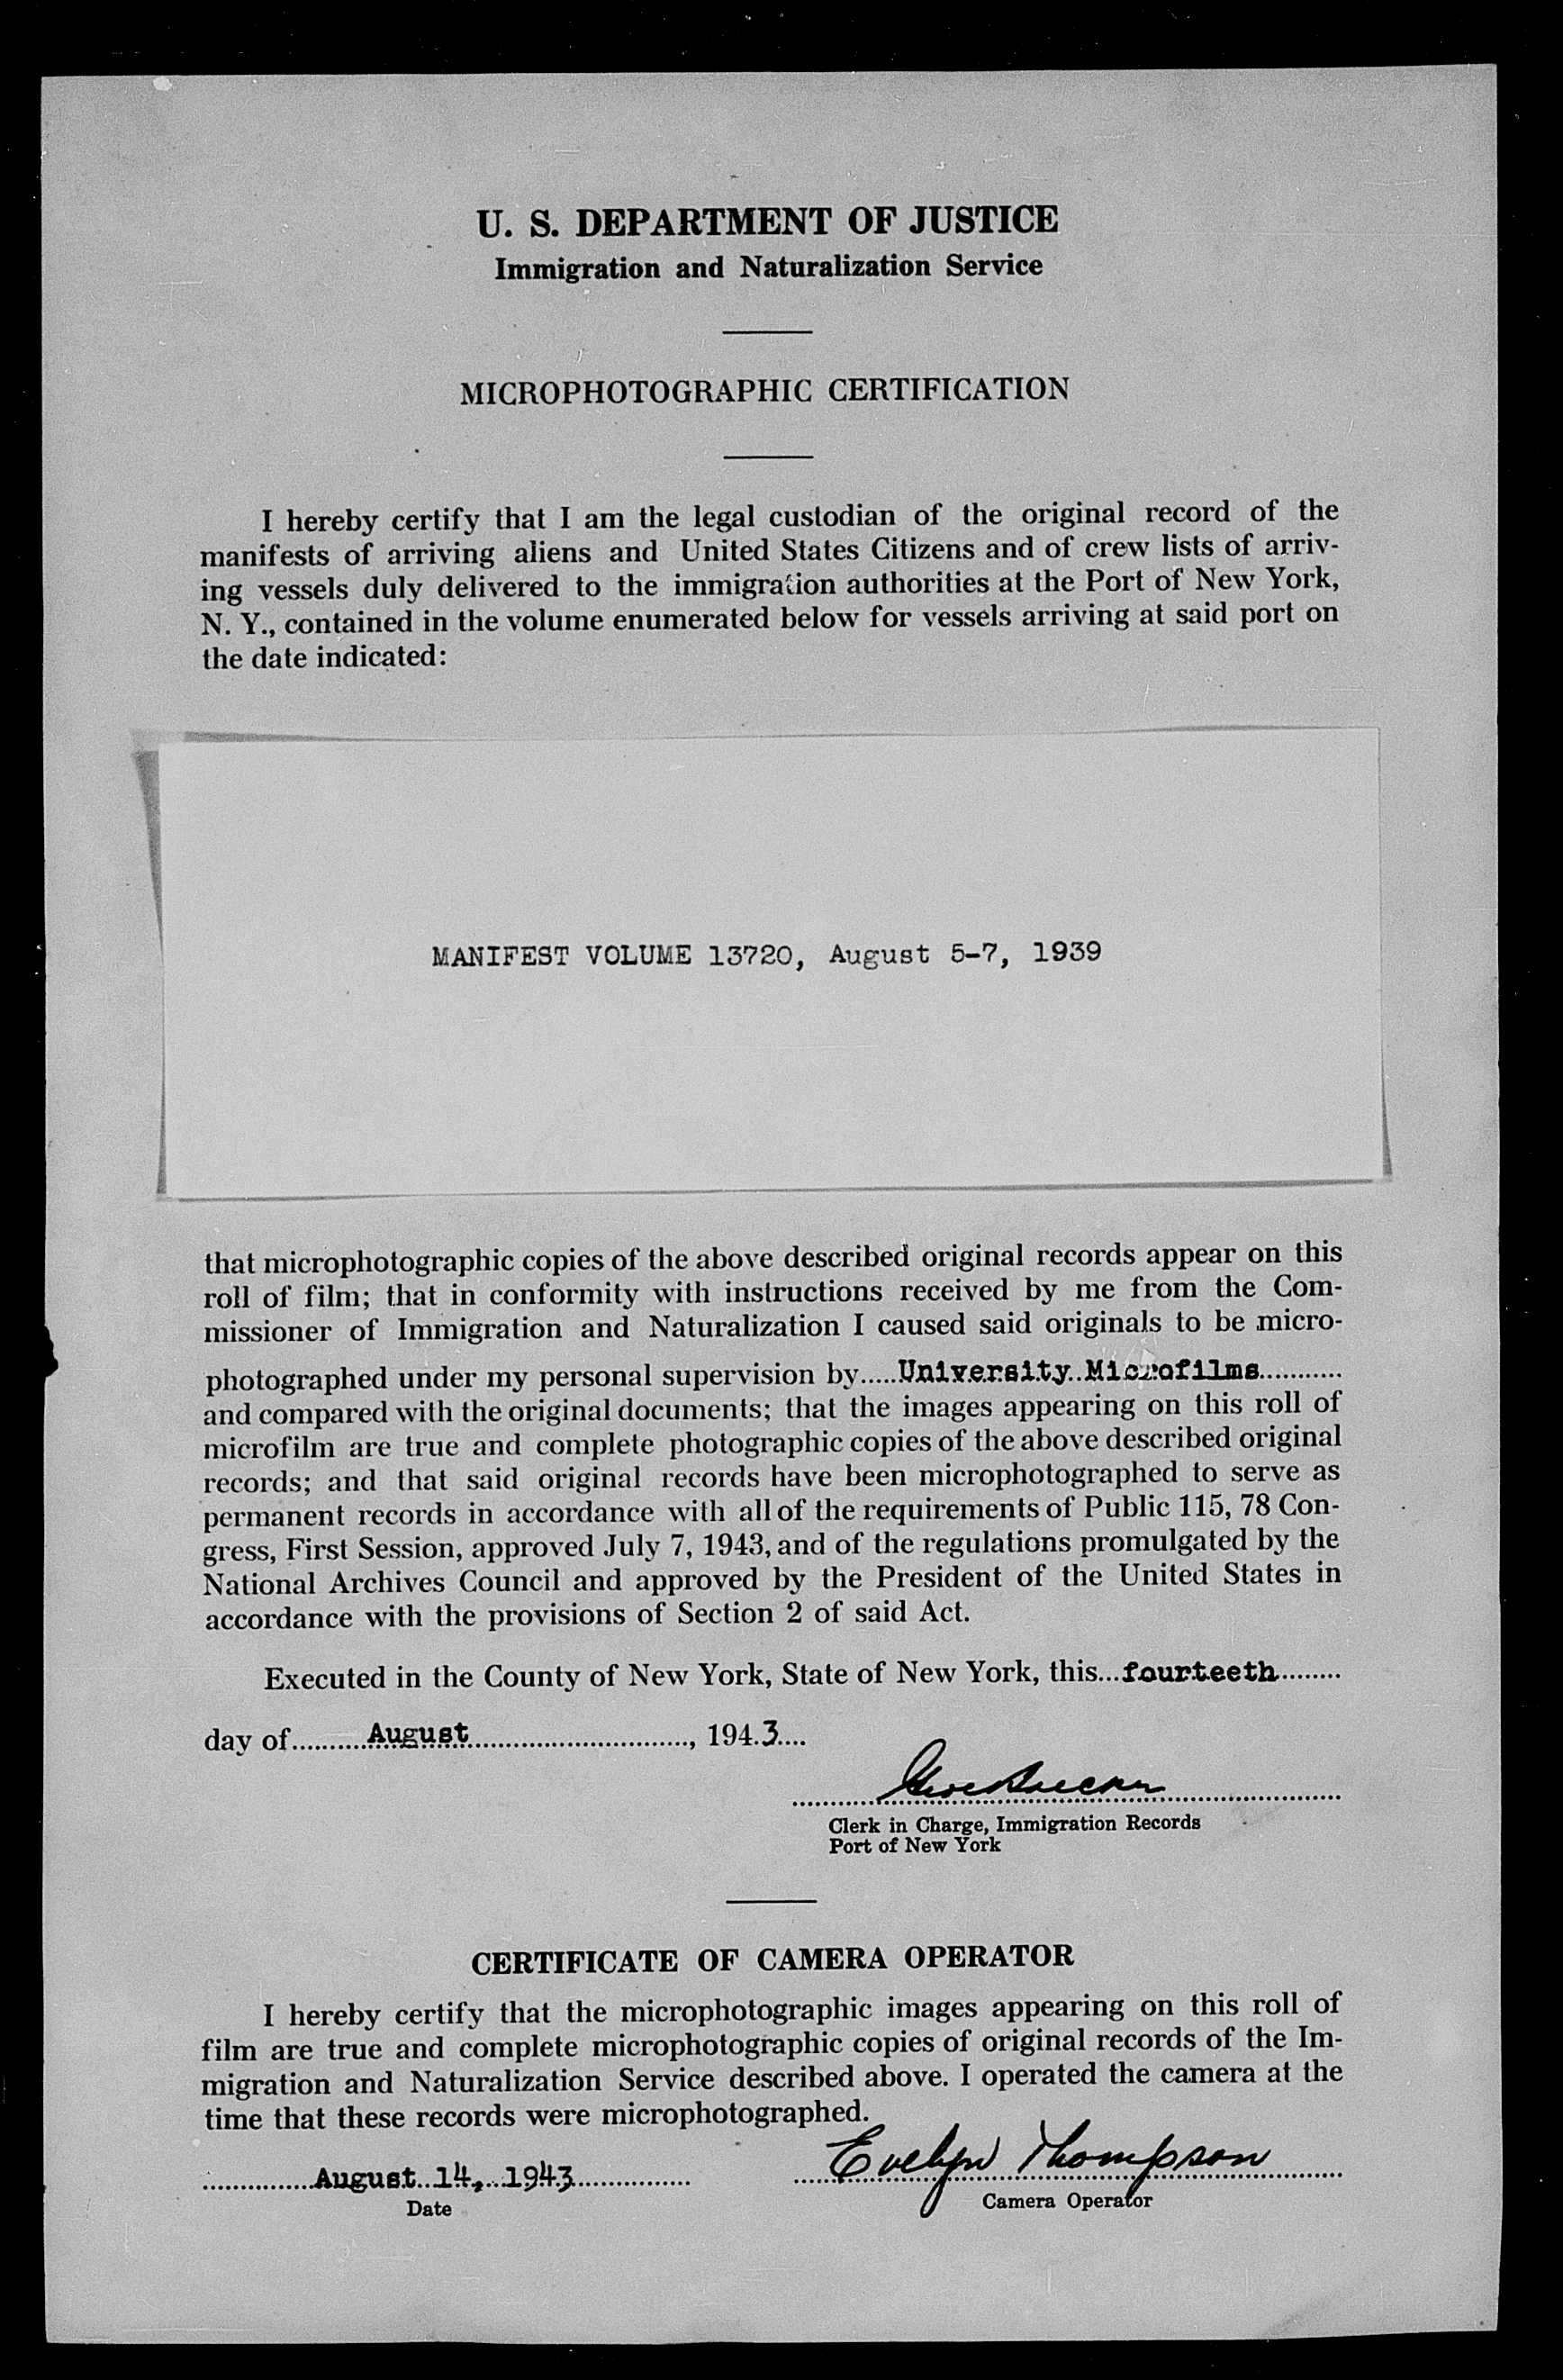 U. S. DEPARTMENT OF JUSTICE
Immigration and Naturalization Service
MICROPHOTOGRAPHIC CERTIFICATION
I hereby certify that I am the legal custodian of the original record of the
manifests of arriving aliens and United States Citizens and of crew lists of arriv-
ing vessels duly delivered to the immigration authorities at the Port of New York,
N. Y., contained in the volume enumerated below for vessels arriving at said port on
the date indicated:
MANIFEST VOLUME 13720, August 5-7, 1939
that microphotographic copies of the above described original records appear on this
roll of film; that in conformity with instructions received by me from the Com-
missioner of Immigration and Naturalization I caused said originals to be micro-
photographed under my personal supervision by.....University Microfilms...........
and compared with the original documents; that the images appearing on this roll of
microfilm are true and complete photographic copies of the above described original
records; and that said original records have been microphotographed to serve as
permanent records in accordance with all of the requirements of Public 115, 78 Con-
gress, First Session, approved July 7, 1943, and of the regulations promulgated by the
National Archives Council and approved by the President of the United States in
accordance with the provisions of Section 2 of said Act.
Executed in the County of New York, State of New York, this...fourteeth.........
day of...........August..............................., 194.3....
Clerk in Charge, Immigration Records
Port of New York
CERTIFICATE OF CAMERA OPERATOR
I hereby certify that the microphotographic images appearing on this roll of
film are true and complete microphotographic copies of original records of the Im-
migration and Naturalization Service described above. I operated the camera at the
time that these records were microphotographed.
August 14, 1943
Evelyn Thompson
Date
Camera Operator